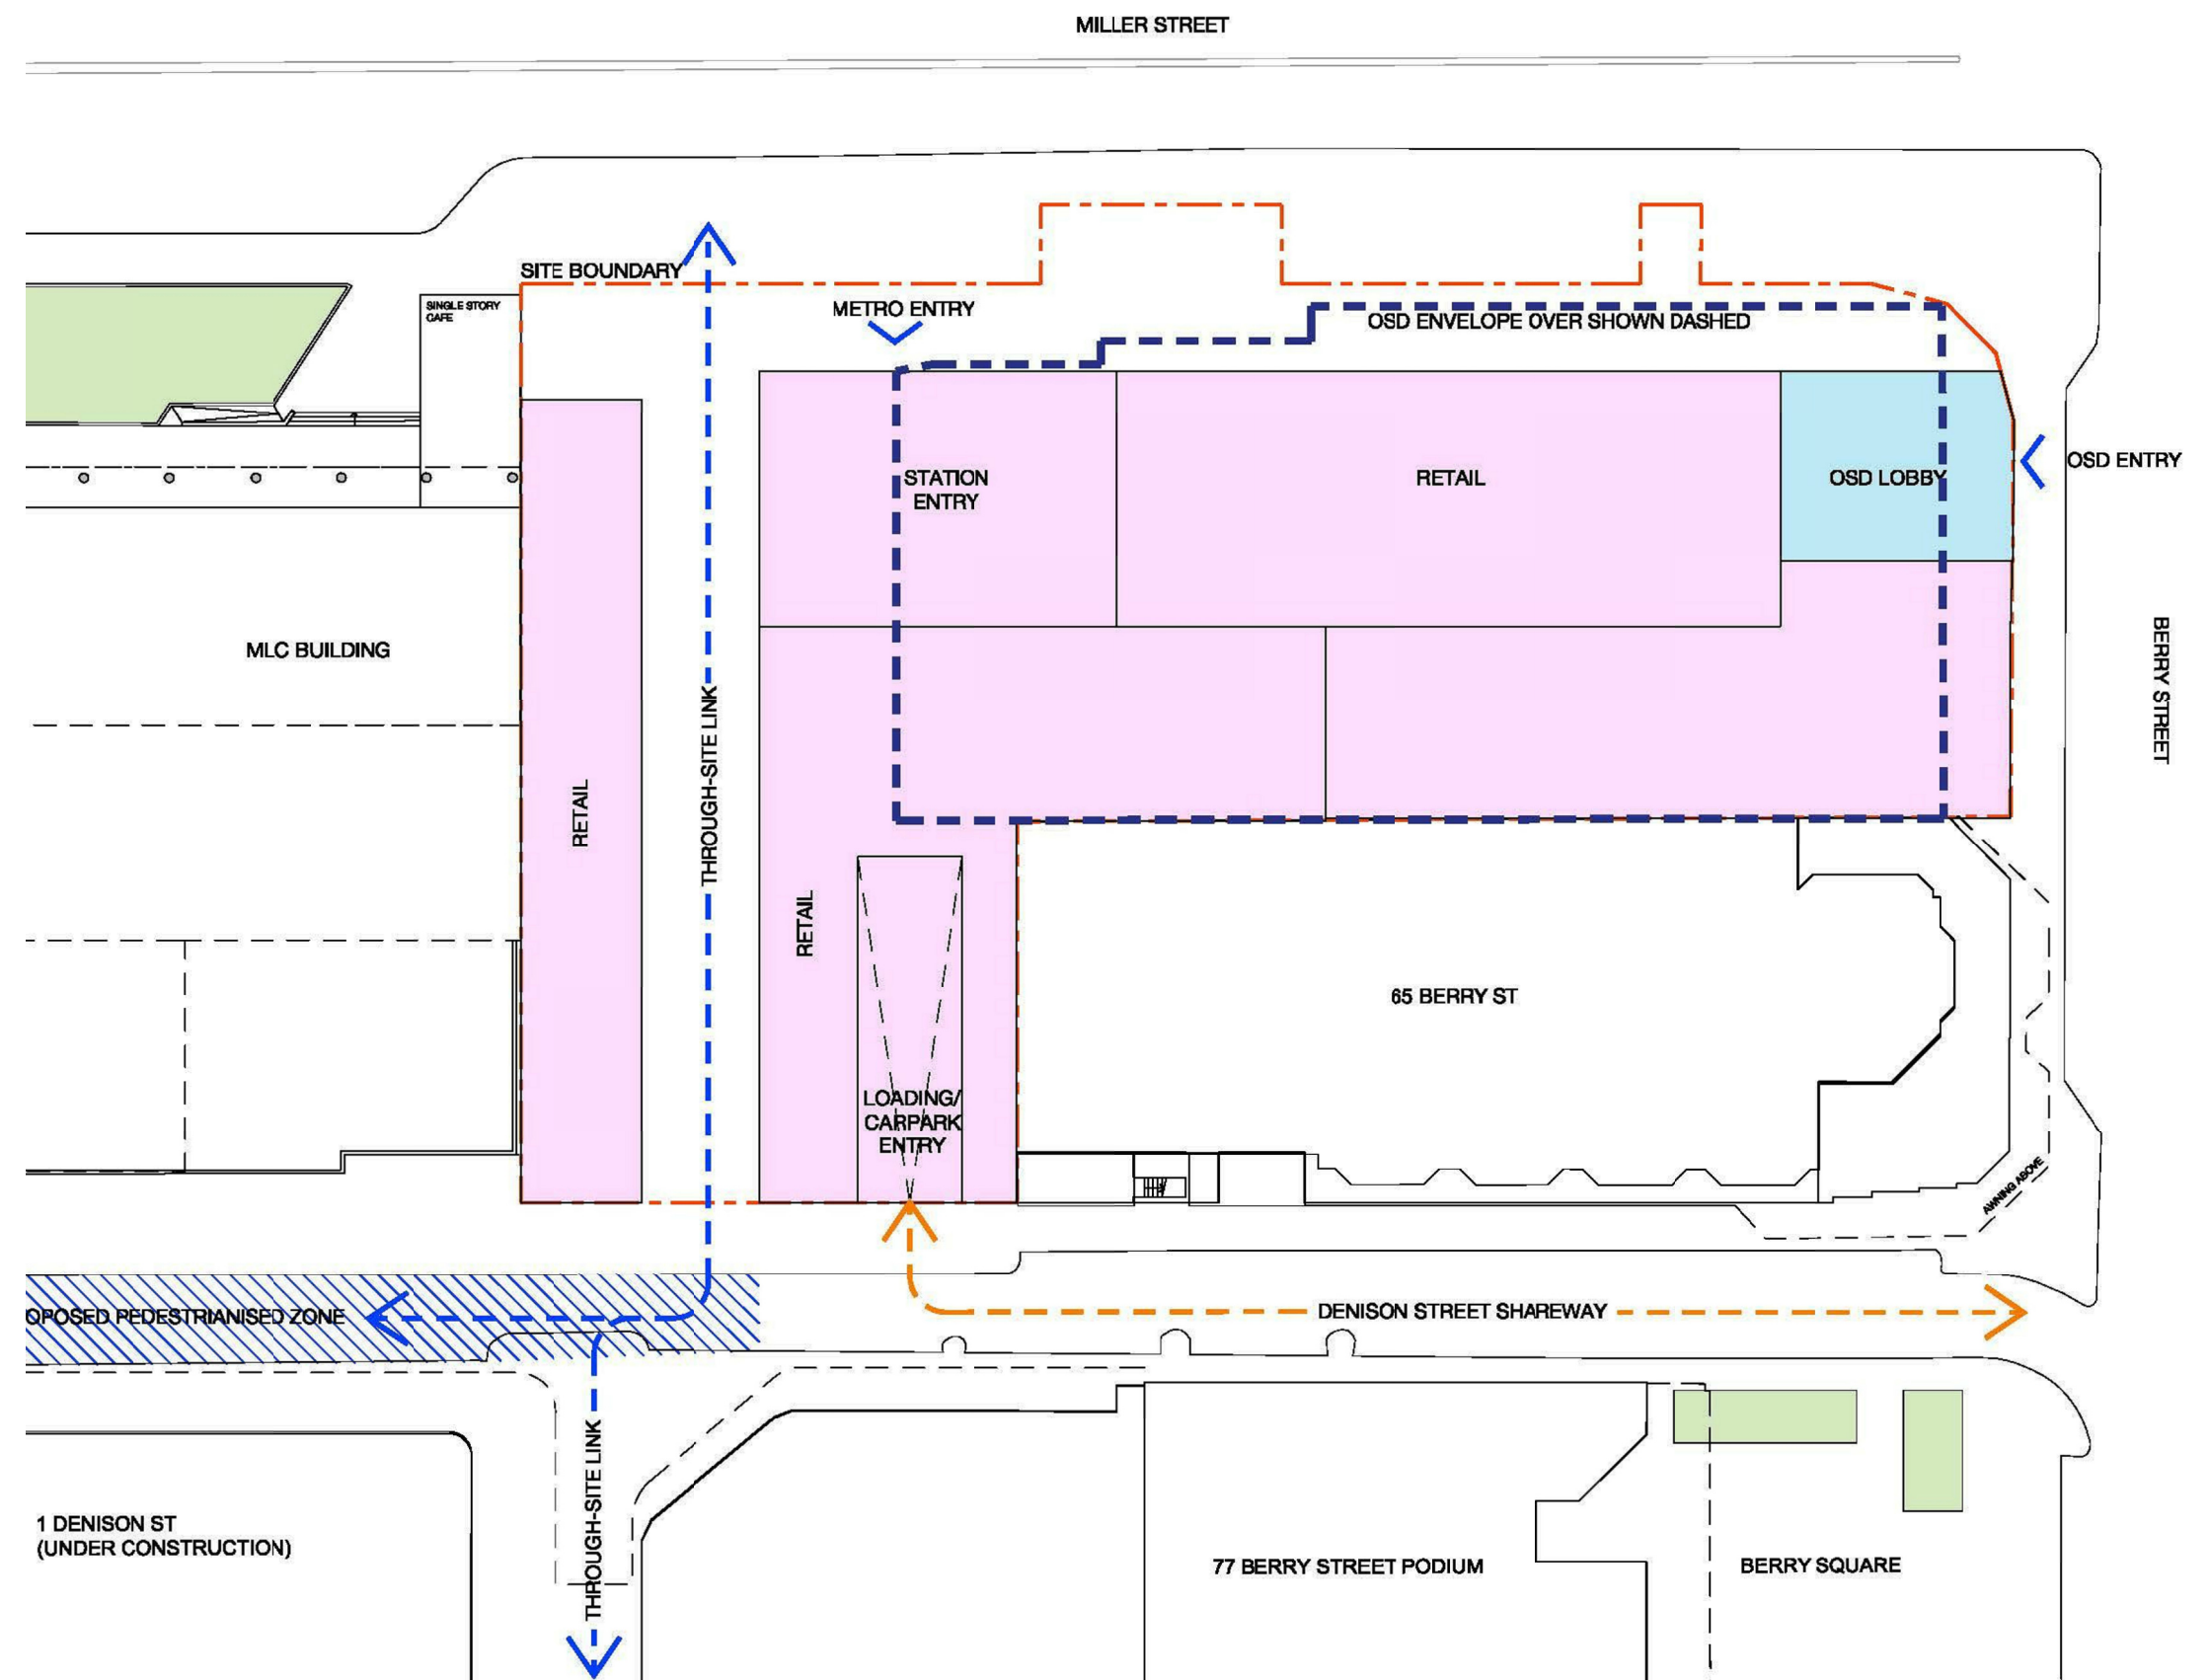 MILLER STREET
SITE BOUNDARY
SINGLE STORY
CAFE
METRO ENTRY
OSD ENVELOPE OVER SHOWN DASHED
STATION
ENTRY
RETAIL
OSD LOBBY
OSD ENTRY
BERRY STREET
MLC BUILDING
RETAIL
THROUGH-SITE LINK
RETAIL
65 BERRY ST
LOADING/
CARPARK
ENTRY
AWNING ABOVE
OPOSED PEDESTRIANISED ZONE
DENISON STREET SHAREWAY
THROUGH-SITE LINK
1 DENISON ST
(UNDER CONSTRUCTION)
77 BERRY STREET PODIUM
BERRY SQUARE